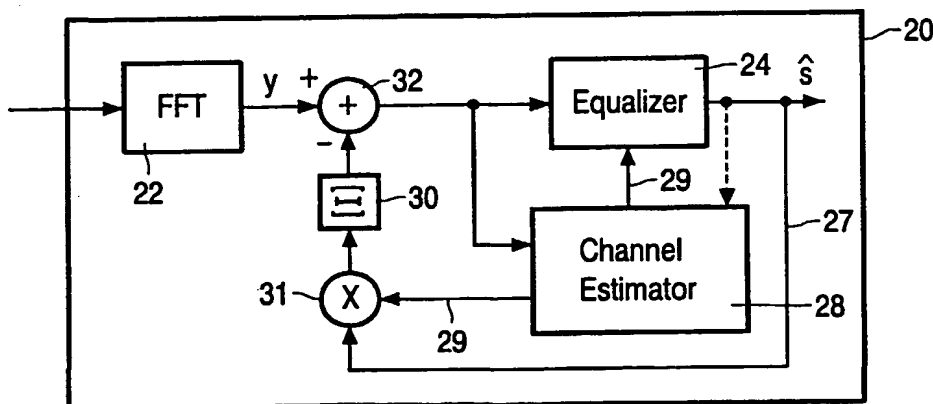 20
FFT
22
y
+
-
+
32
Equalizer
24
ŝ
29
27
Ξ
30
X
31
29
Channel
Estimator
28